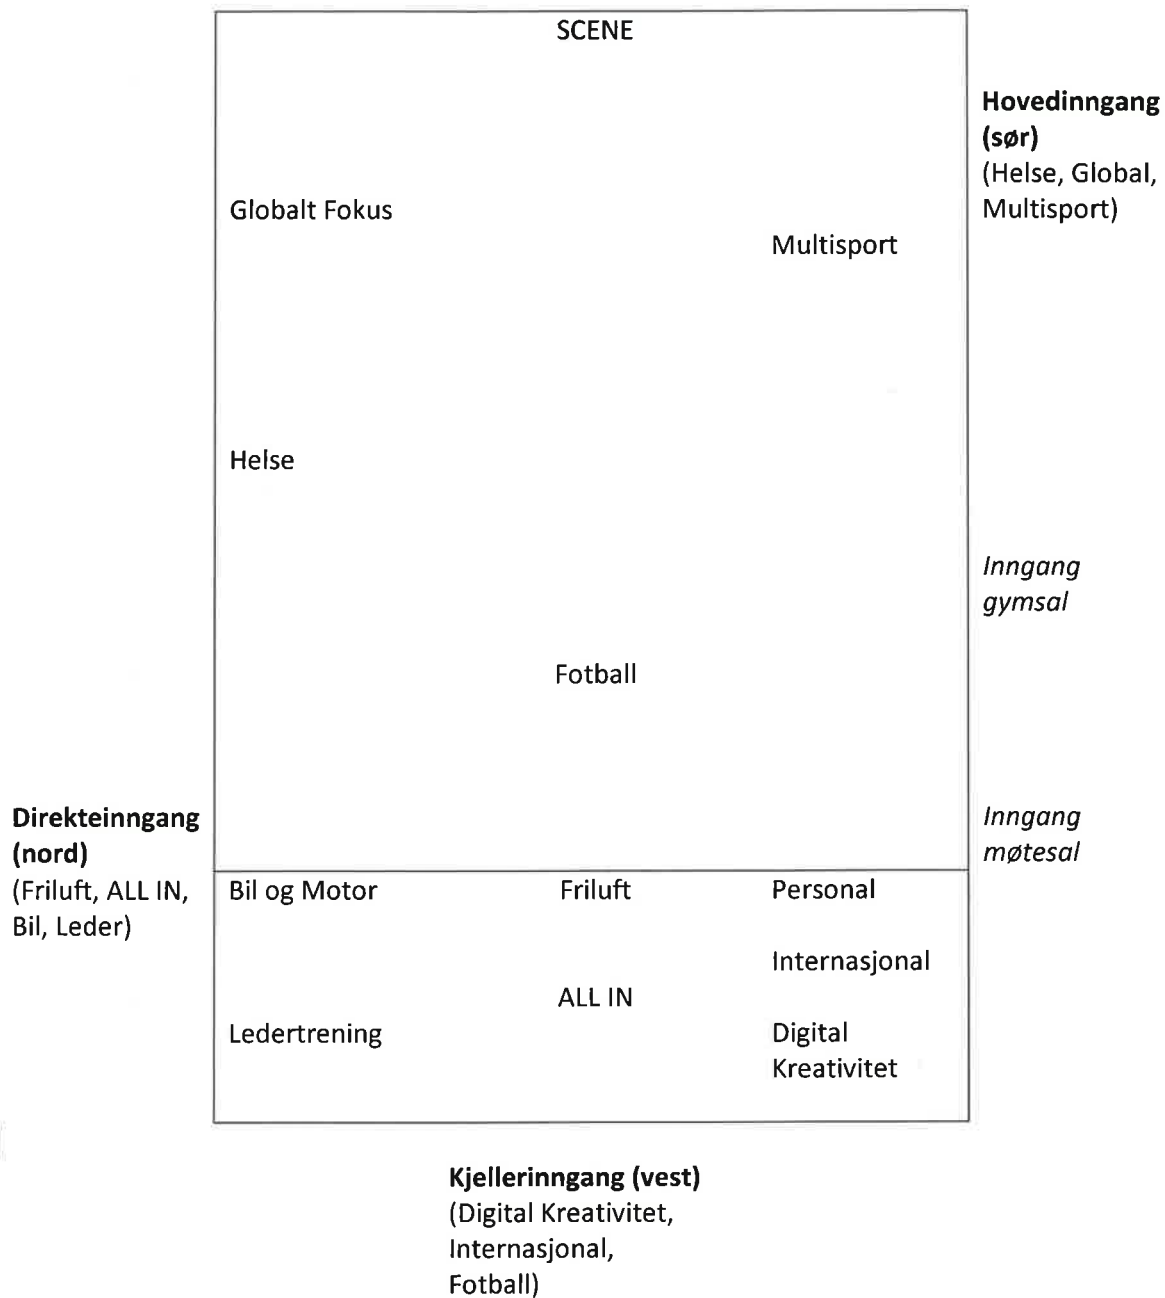 SCENE
Hovedinngang
(sør)
(Helse, Global,
Multisport)
Globalt Fokus
Multisport
Helse
Inngang
gymsal
Fotball
Direkteinngang
(nord)
(Friluft, ALL IN,
Bil, Leder)
Inngang
møtesal
Bil og Motor
Friluft
Personal
Internasjonal
ALL IN
Ledertrening
Digital
Kreativitet
Kjellerinngang (vest)
(Digital Kreativitet,
Internasjonal,
Fotball)